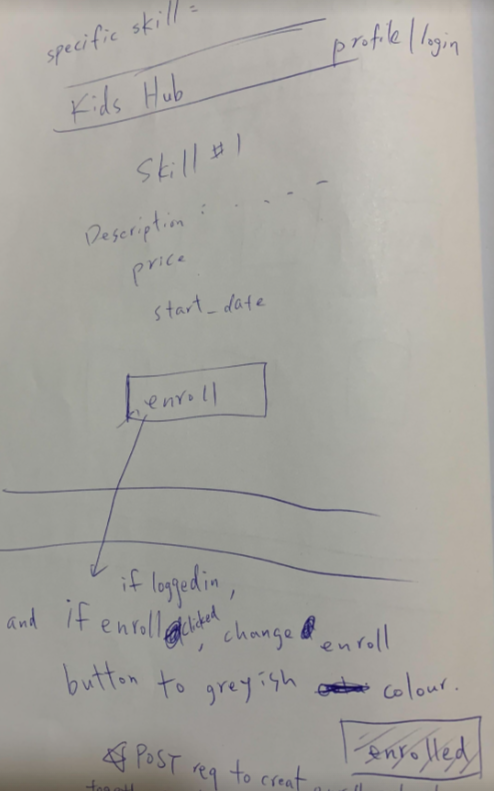 specific skill :
profile/login
Kids Hub
Skill #1
Description : . . . - -
price
start_date
enroll
if loggedin,
and if enroll clicked, change enroll
button to greyish colour.
enrolled
POST req to creat